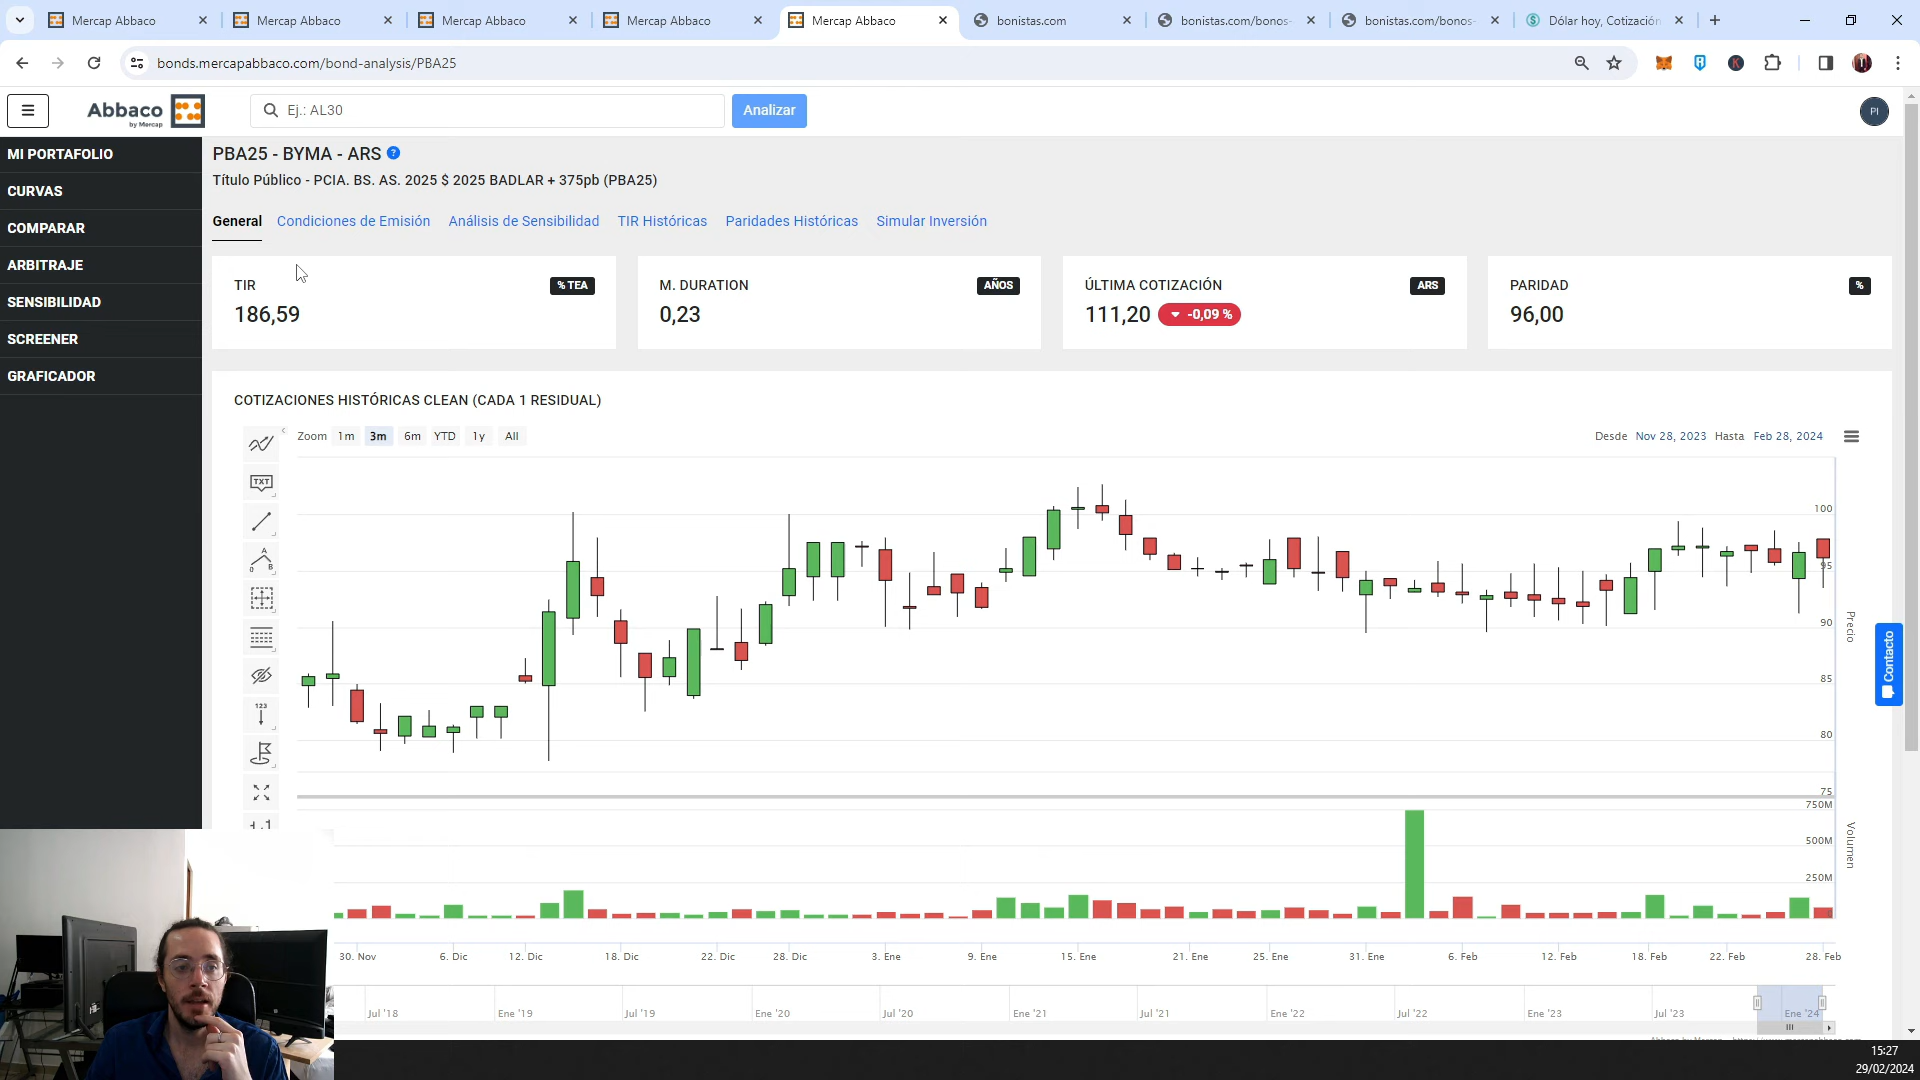 Mercap Abbaco
Mercap Abbaco
Mercap Abbaco
Mercap Abbaco
Mercap Abbaco
bonistas.com
bonistas.com/bonos-
bonistas.com/bonos-
Dólar hoy, Cotización
bonds.mercapabbaco.com/bond-analysis/PBA25
Abbaco
by Mercap
Ej.: AL30
Analizar
PI
MI PORTAFOLIO
CURVAS
COMPARAR
ARBITRAJE
SENSIBILIDAD
SCREENER
GRAFICADOR
PBA25 - BYMA - ARS ?
Título Público - PCIA. BS. AS. 2025 $ 2025 BADLAR + 375pb (PBA25)
General Condiciones de Emisión Análisis de Sensibilidad TIR Históricas Paridades Históricas Simular Inversión
TIR % TEA
186,59
M. DURATION AÑOS
0,23
ÚLTIMA COTIZACIÓN ARS
111,20 -0,09 %
PARIDAD %
96,00
COTIZACIONES HISTÓRICAS CLEAN (CADA 1 RESIDUAL)
Zoom 1m 3m 6m YTD 1y All
Desde Nov 28, 2023 Hasta Feb 28, 2024
TXT
A
0 B
123
100
95
90
85
80
75
Precio
750M
500M
250M
Volumen
Contacto
30. Nov 6. Dic 12. Dic 18. Dic 22. Dic 28. Dic 3. Ene 9. Ene 15. Ene 21. Ene 25. Ene 31. Ene 6. Feb 12. Feb 18. Feb 22. Feb 28. Feb
Jul '18 Ene '19 Jul '19 Ene '20 Jul '20 Ene '21 Jul '21 Ene '22 Jul '22 Ene '23 Jul '23 Ene '24
15:27
29/02/2024